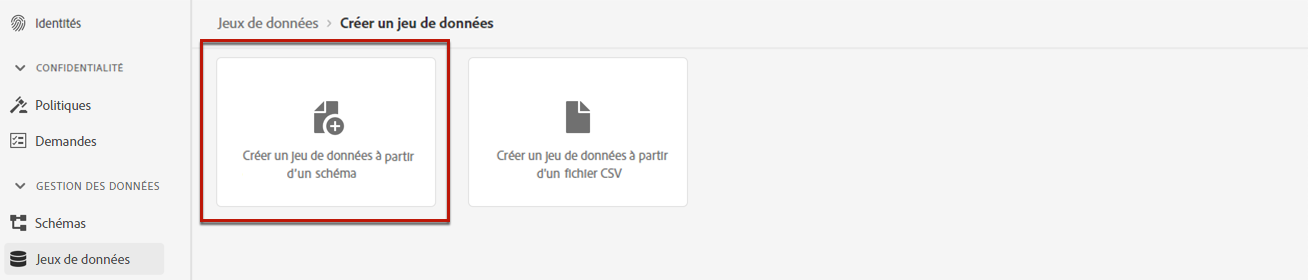 Identités
CONFIDENTIALITÉ
Politiques
Demandes
GESTION DES DONNÉES
Schémas
Jeux de données
Jeux de données > Créer un jeu de données
Créer un jeu de données à partir
d'un schéma
Créer un jeu de données à partir
d'un fichier CSV